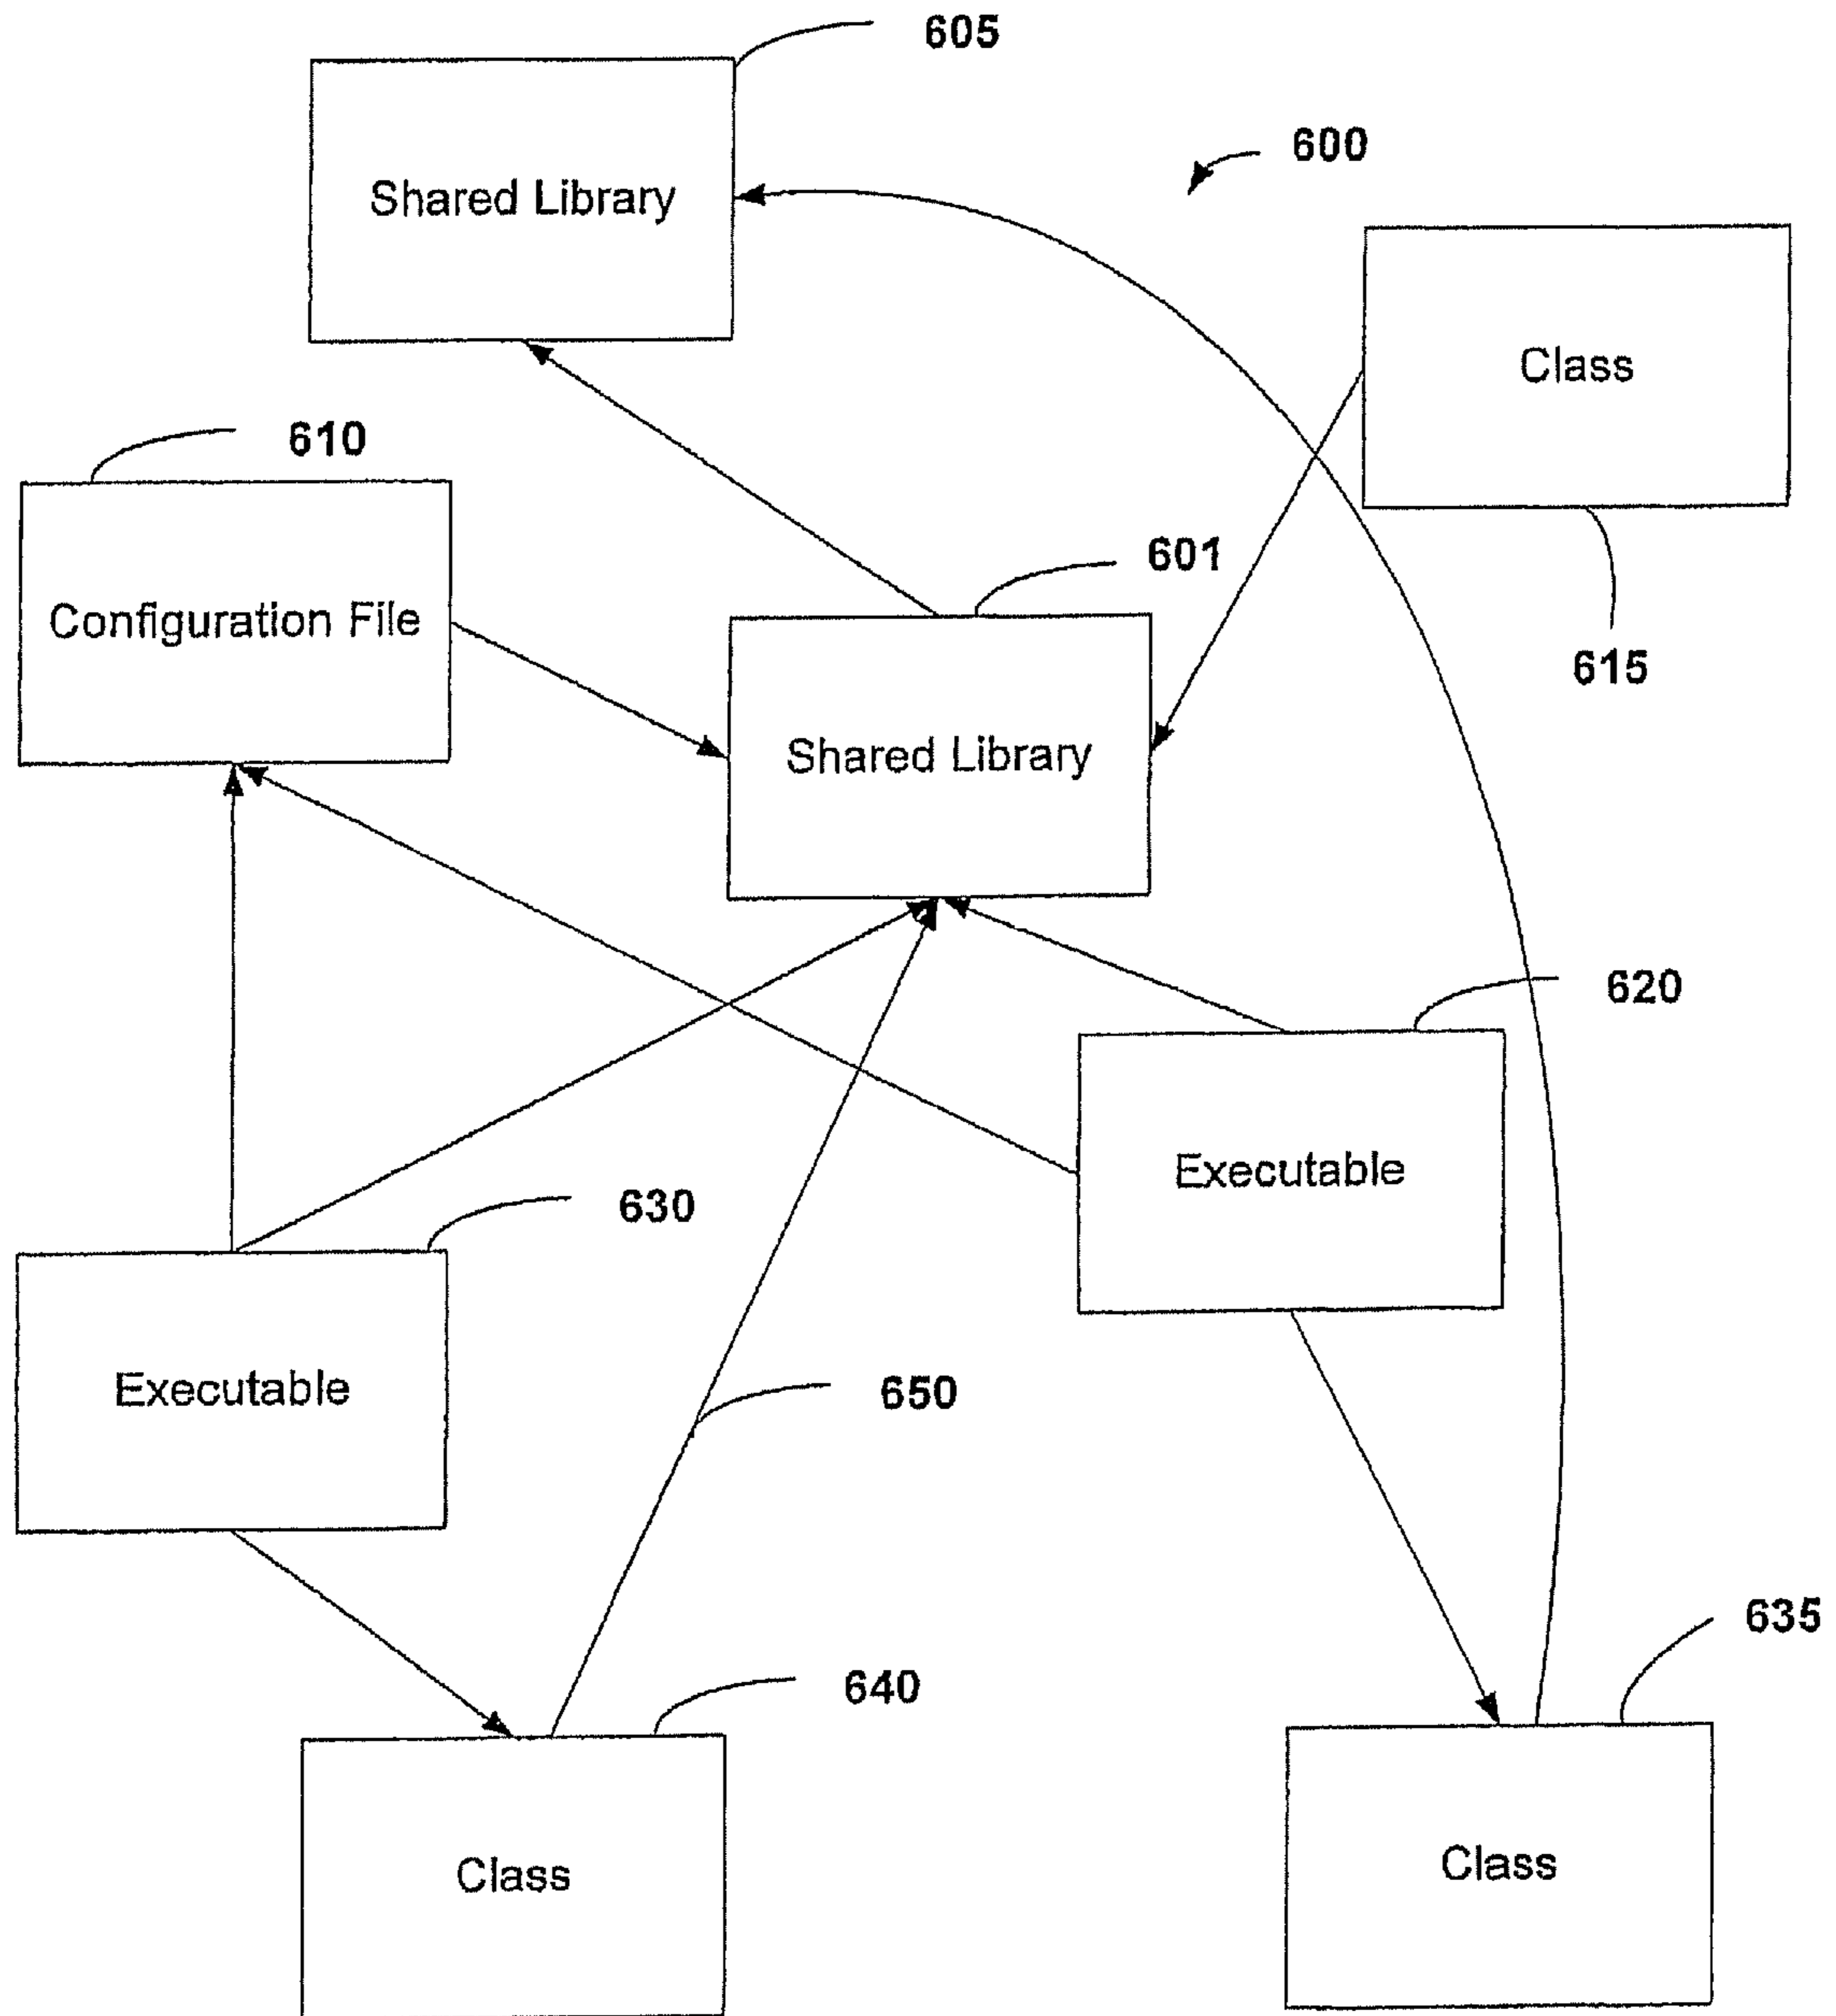 605
600
Shared Library
Class
610
601
Configuration File
615
Shared Library
620
Executable
630
650
Executable
635
640
Class
Class